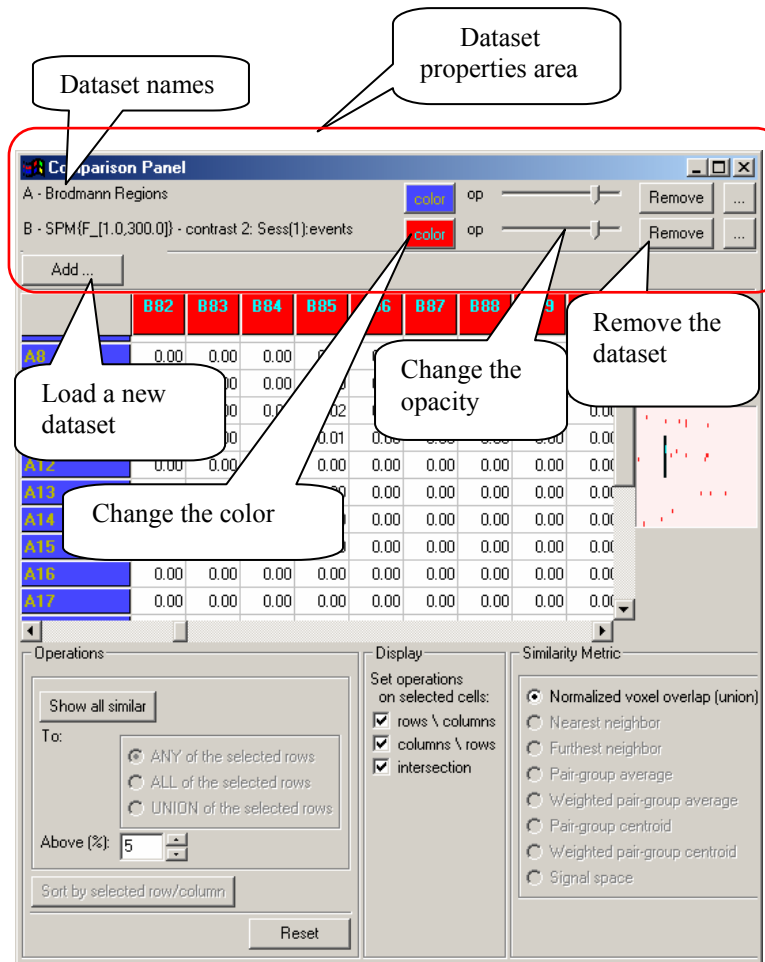 Dataset
properties area
Dataset names
Comparison Panel
A - Brodmann Regions color op Remove ...
B - SPM{F_[1.0,300.0]} - contrast 2: Sess(1):events color op Remove ...
Add ...
B82 B83 B84 B85 B87 B88
Remove the
dataset
Change the
opacity
Load a new
dataset
Change the color
A8 0.00 0.00 0.00
A12 0.00 0.00 0.00 0.00 0.00 0.00 0.00
A13 0.00 0.00 0.00 0.00
A14 0.00 0.00 0.00 0.00
A15 0.00 0.00 0.00 0.00
A16 0.00 0.00 0.00 0.00 0.00 0.00 0.00 0.00
A17 0.00 0.00 0.00 0.00 0.00 0.00 0.00 0.00
Operations
Show all similar
To:
ANY of the selected rows
ALL of the selected rows
UNION of the selected rows
Above (%): 5
Sort by selected row/column
Reset
Display
Set operations
on selected cells:
rows \ columns
columns \ rows
intersection
Similarity Metric
Normalized voxel overlap (union)
Nearest neighbor
Furthest neighbor
Pair-group average
Weighted pair-group average
Pair-group centroid
Weighted pair-group centroid
Signal space